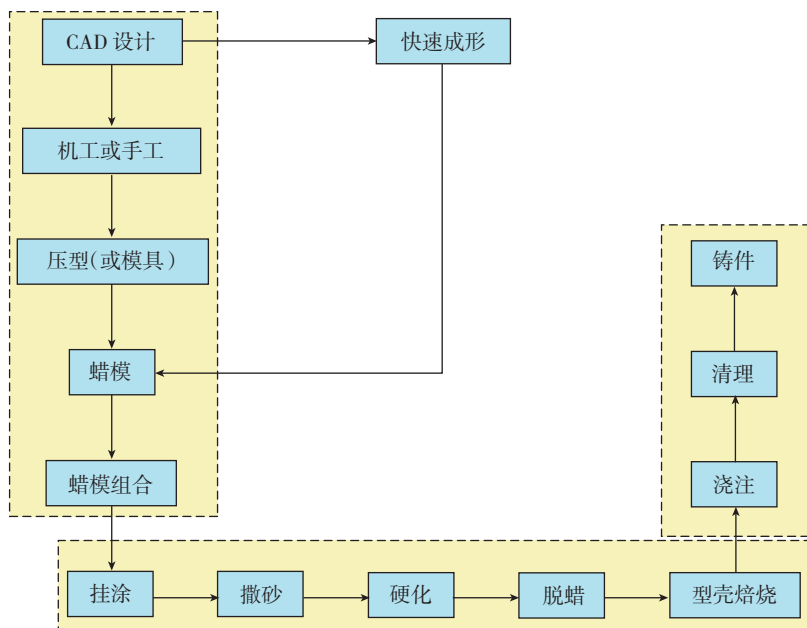 CAD 设计
快速成形
机工或手工
压型(或模具)
蜡模
蜡模组合
挂涂
撒砂
硬化
脱蜡
型壳焙烧
浇注
清理
铸件